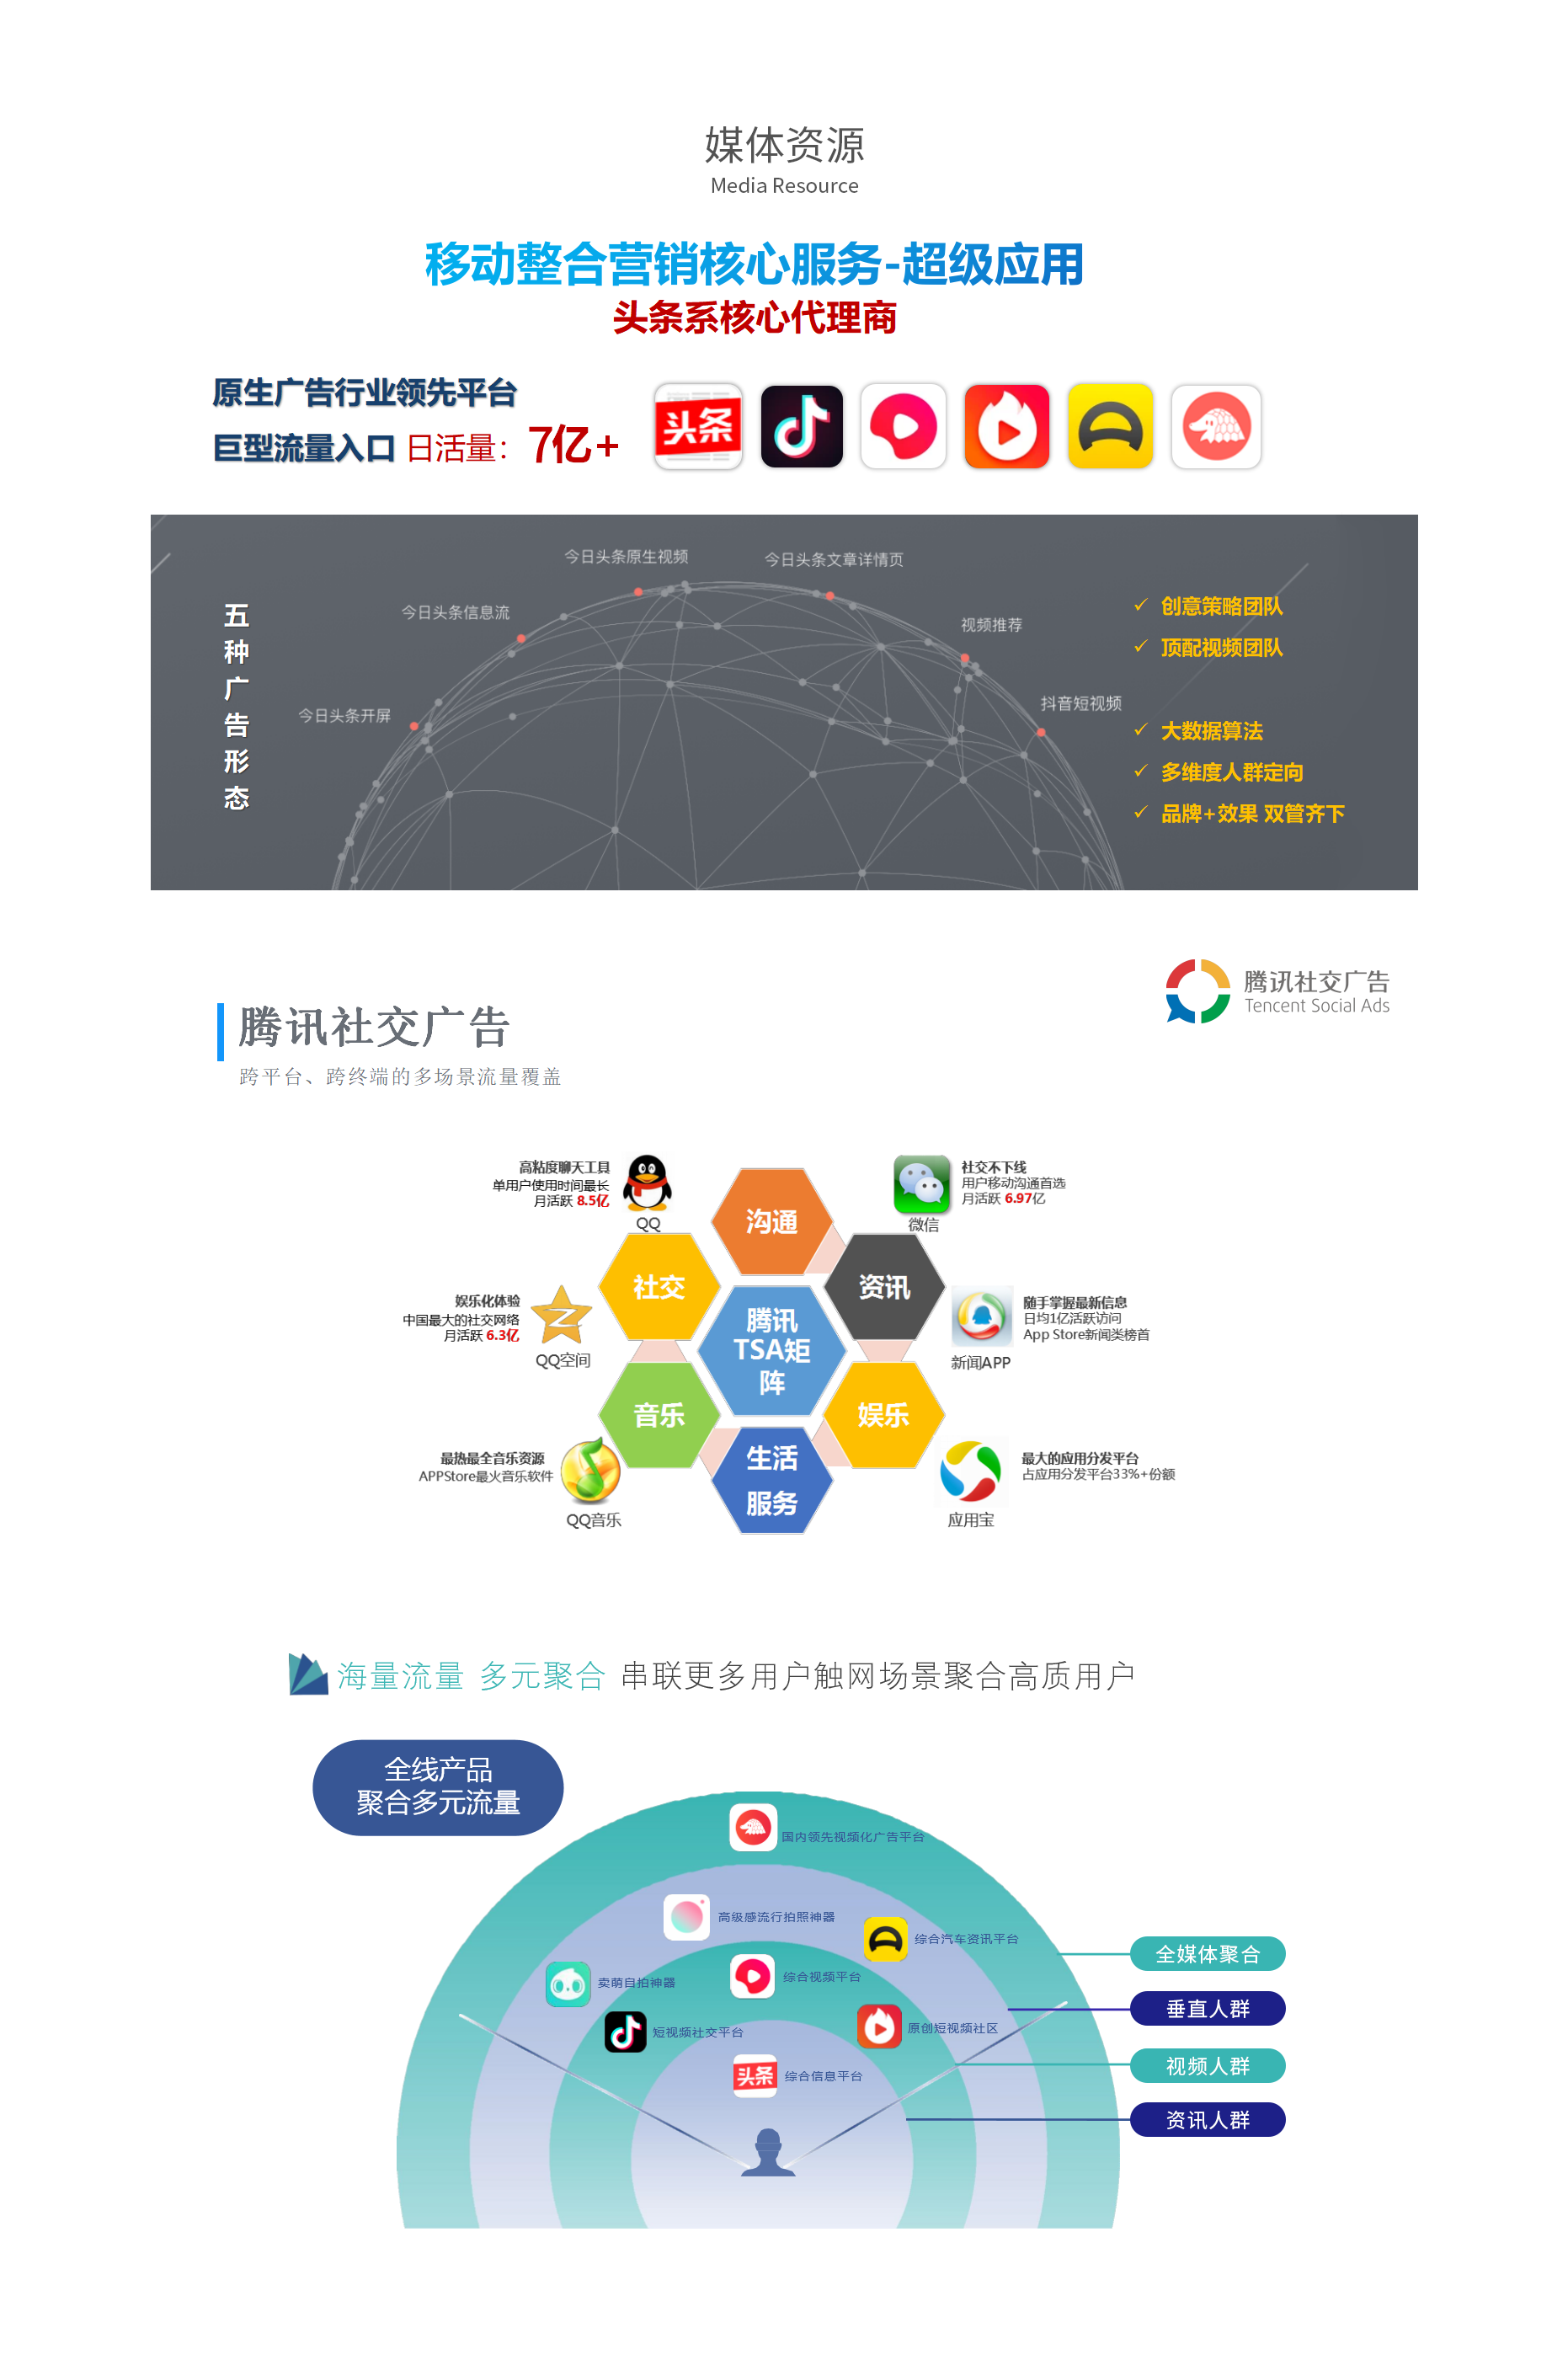 媒体资源
Media Resource
移动整合营销核心服务-超级应用
头条系核心代理商
原生广告行业领先平台
巨型流量入口 日活量：7亿+
头条
五种广告形态
今日头条开屏
今日头条信息流
今日头条原生视频
今日头条文章详情页
视频推荐
抖音短视频
✓ 创意策略团队
✓ 顶配视频团队
✓ 大数据算法
✓ 多维度人群定向
✓ 品牌+效果 双管齐下
腾讯社交广告
Tencent Social Ads
腾讯社交广告
跨平台、跨终端的多场景流量覆盖
高粘度聊天工具
单用户使用时间最长
月活跃 8.5亿
QQ
社交不下线
用户移动沟通首选
月活跃 6.97亿
微信
娱乐化体验
中国最大的社交网络
月活跃 6.3亿
QQ空间
随手掌握最新信息
日均1亿活跃访问
App Store新闻类榜首
新闻APP
最热最全音乐资源
APPStore最火音乐软件
QQ音乐
最大的应用分发平台
占应用分发平台33%+份额
应用宝
沟通
社交
资讯
腾讯
TSA矩
阵
音乐
娱乐
生活
服务
海量流量 多元聚合 串联更多用户触网场景聚合高质用户
全线产品
聚合多元流量
国内领先视频化广告平台
高级感流行拍照神器
综合汽车资讯平台
卖萌自拍神器
综合视频平台
短视频社交平台
原创短视频社区
头条
综合信息平台
全媒体聚合
垂直人群
视频人群
资讯人群